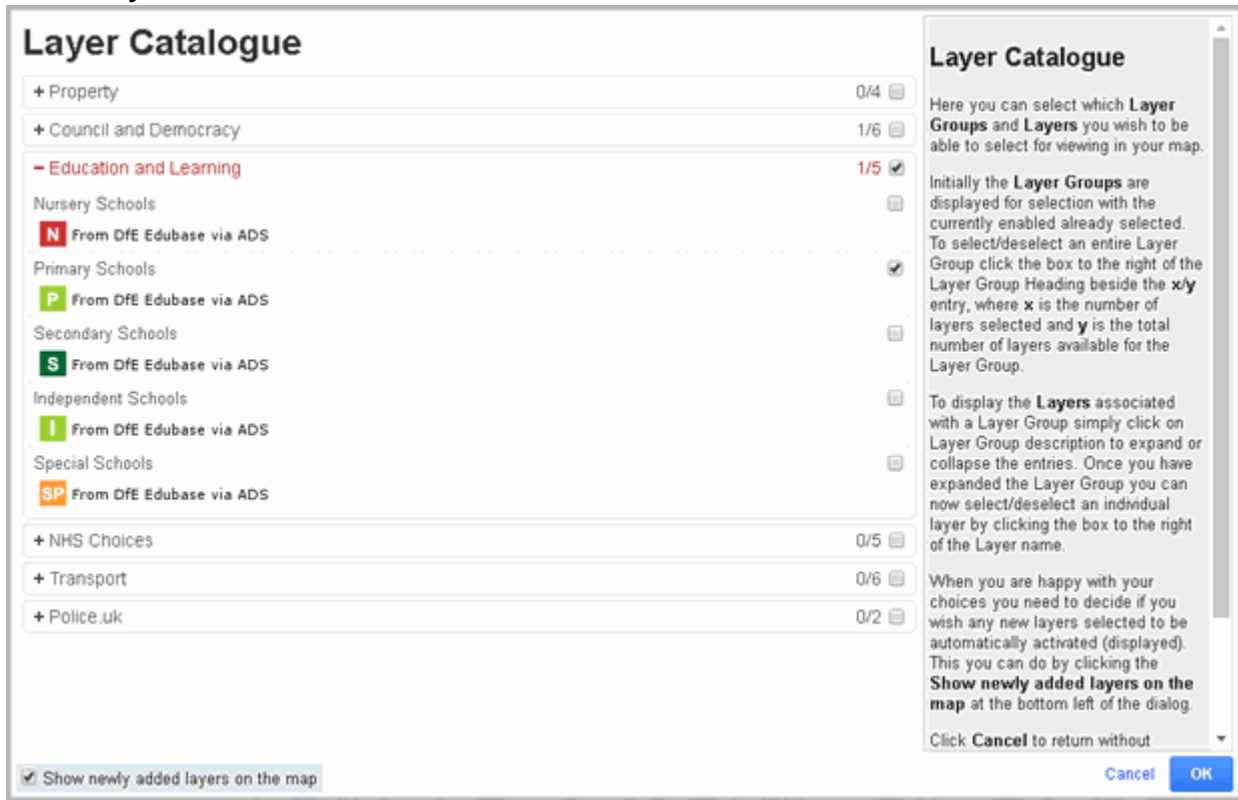 Layer Catalogue
+ Property 0/4
+ Council and Democracy 1/6
− Education and Learning 1/5
Nursery Schools
N From DfE Edubase via ADS
Primary Schools
P From DfE Edubase via ADS
Secondary Schools
S From DfE Edubase via ADS
Independent Schools
I From DfE Edubase via ADS
Special Schools
SP From DfE Edubase via ADS
+ NHS Choices 0/5
+ Transport 0/6
+ Police.uk 0/2
Show newly added layers on the map
Layer Catalogue
Here you can select which Layer
Groups and Layers you wish to be
able to select for viewing in your map.
Initially the Layer Groups are
displayed for selection with the
currently enabled already selected.
To select/deselect an entire Layer
Group click the box to the right of the
Layer Group Heading beside the x/y
entry, where x is the number of
layers selected and y is the total
number of layers available for the
Layer Group.
To display the Layers associated
with a Layer Group simply click on
Layer Group description to expand or
collapse the entries. Once you have
expanded the Layer Group you can
now select/deselect an individual
layer by clicking the box to the right
of the Layer name.
When you are happy with your
choices you need to decide if you
wish any new layers selected to be
automatically activated (displayed).
This you can do by clicking the
Show newly added layers on the
map at the bottom left of the dialog.
Click Cancel to return without
Cancel OK